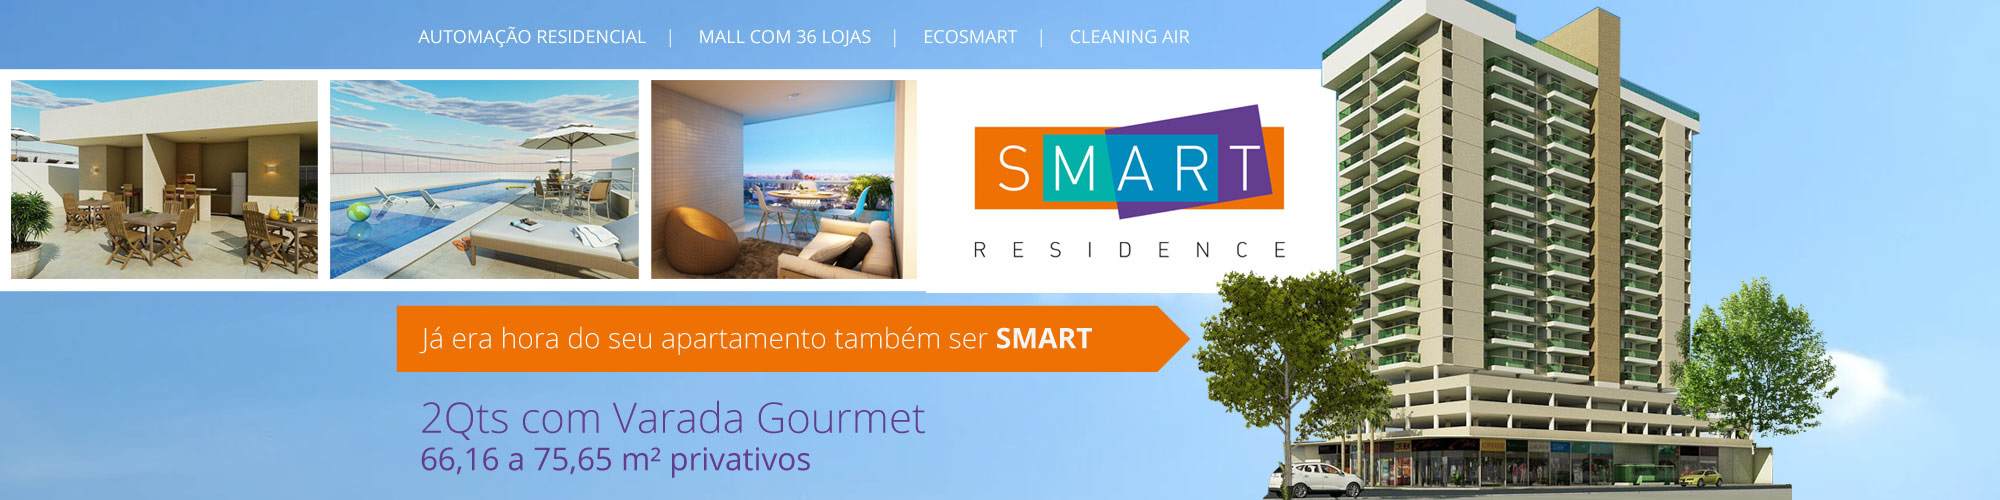 AUTOMAÇÃO RESIDENCIAL | MALL COM 36 LOJAS | ECOSMART | CLEANING AIR
SMART
RESIDENCE
Já era hora do seu apartamento também ser SMART
2Qts com Varada Gourmet
66,16 a 75,65 m² privativos